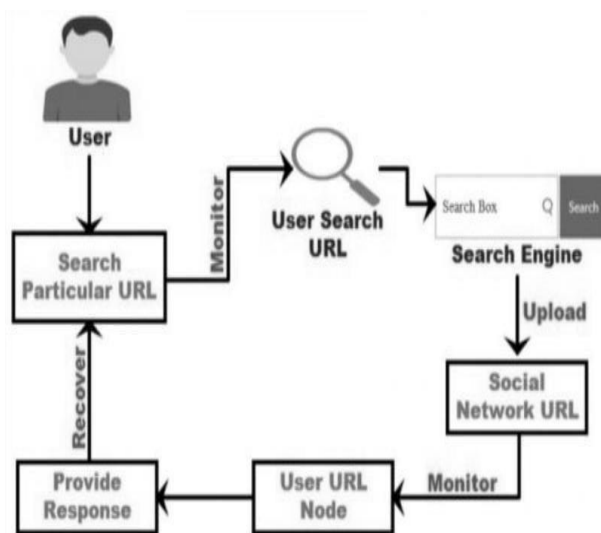 User
Search
Particular URL
Monitor
User Search
URL
Search Box
Search
Search Engine
Upload
Social
Network URL
Monitor
User URL
Node
Provide
Response
Recover